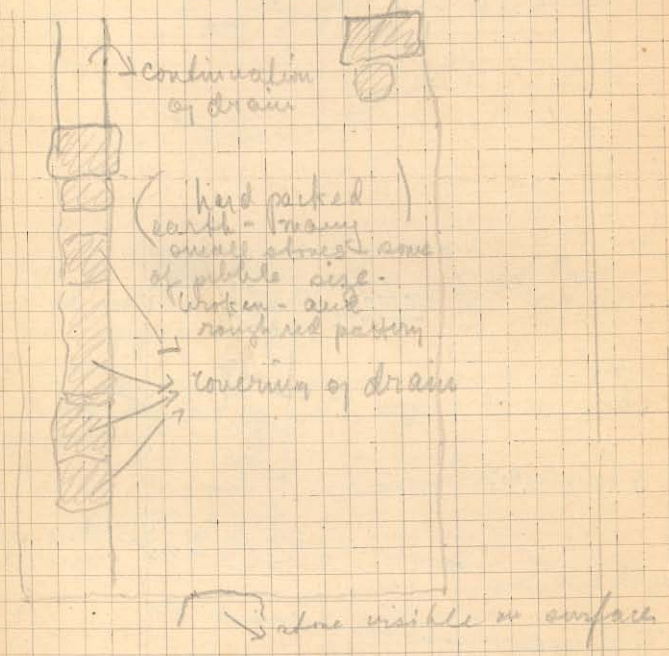 continuation
of drain
(hard packed)
earth - many
small stones - some
of pebble size -
broken - and
rough red pottery
covering of drain
stone visible on surface